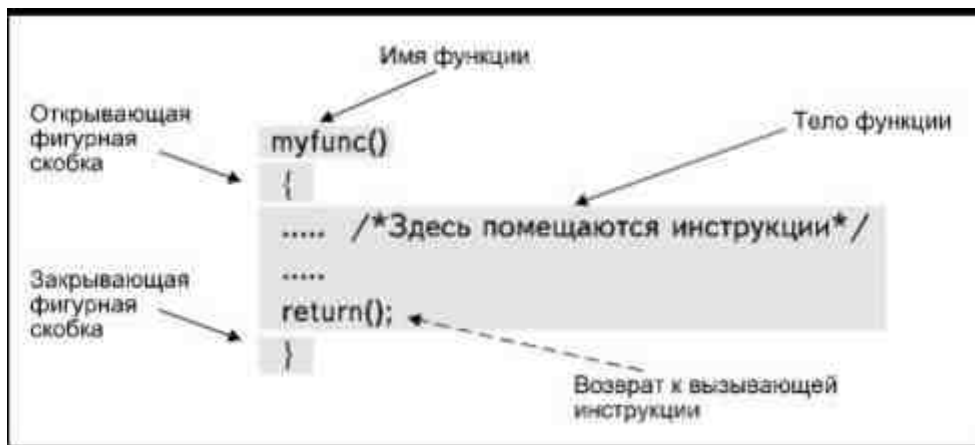 Имя функции
Открывающая
фигурная
скобка
myfunc()
Тело функции
{
..... /*Здесь помещаются инструкции*/
.....
Закрывающая
фигурная
скобка
return();
}
Возврат к вызывающей
инструкции